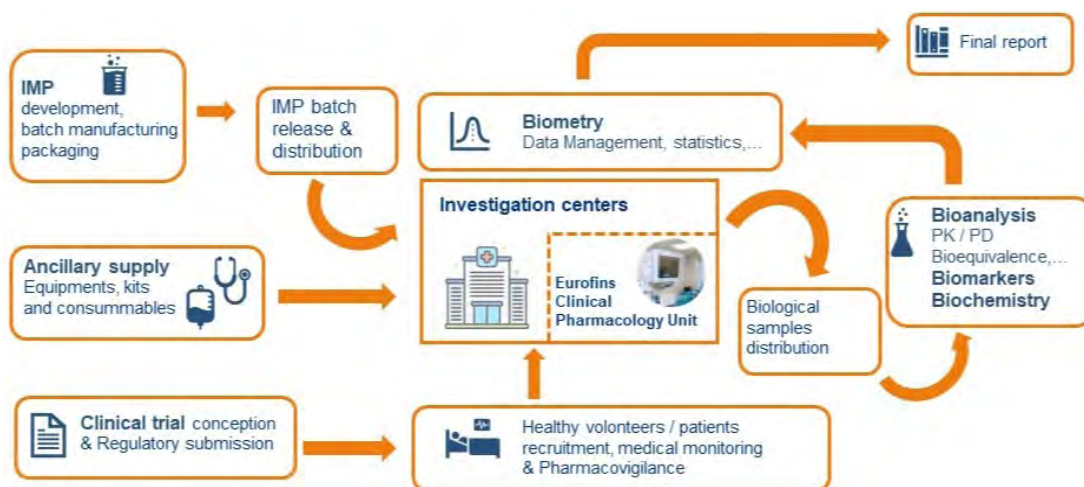 IMP
development,
batch manufacturing
packaging
IMP batch
release &
distribution
Biometry
Data Management, statistics,...
Final report
Ancillary supply
Equipments, kits
and consummables
Investigation centers
Eurofins
Clinical
Pharmacology Unit
Biological
samples
distribution
Bioanalysis
PK / PD
Bioequivalence,...
Biomarkers
Biochemistry
Clinical trial conception
& Regulatory submission
Healthy volunteers / patients
recruitment, medical monitoring
& Pharmacovigilance